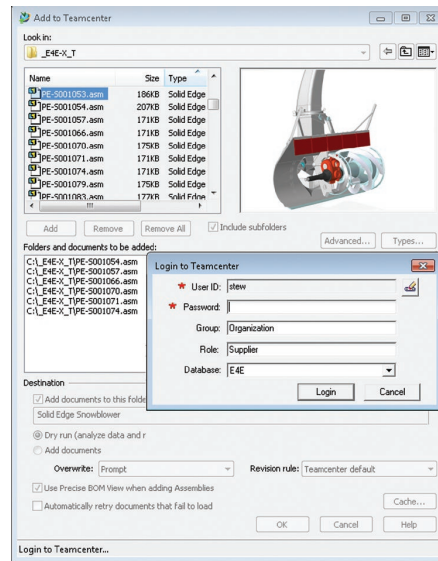 Add to Teamcenter
Look in:
_E4E-X_T
Name Size Type
PE-S001053.asm 186KB Solid Edge
PE-S001054.asm 207KB Solid Edge
PE-S001057.asm 171KB Solid Edge
PE-S001066.asm 171KB Solid Edge
PE-S001070.asm 175KB Solid Edge
PE-S001071.asm 171KB Solid Edge
PE-S001074.asm 171KB Solid Edge
PE-S001079.asm 175KB Solid Edge
PE-S001083.asm 177KB Solid Edge
Add Remove Remove All Include subfolders
Advanced... Types...
Folders and documents to be added:
C:\_E4E-X_T\PE-S001054.asm
C:\_E4E-X_T\PE-S001057.asm
C:\_E4E-X_T\PE-S001066.asm
C:\_E4E-X_T\PE-S001070.asm
C:\_E4E-X_T\PE-S001071.asm
C:\_E4E-X_T\PE-S001074.asm
Login to Teamcenter
* User ID: stew
* Password:
Group: Organization
Role: Supplier
Database: E4E
Login Cancel
Destination
Add documents to this folde
Solid Edge Snowblower
Dry run (analyze data and r
Add documents
Overwrite: Prompt Revision rule: Teamcenter default
Use Precise BOM View when adding Assemblies
Automatically retry documents that fail to load
Cache...
OK Cancel Help
Login to Teamcenter...